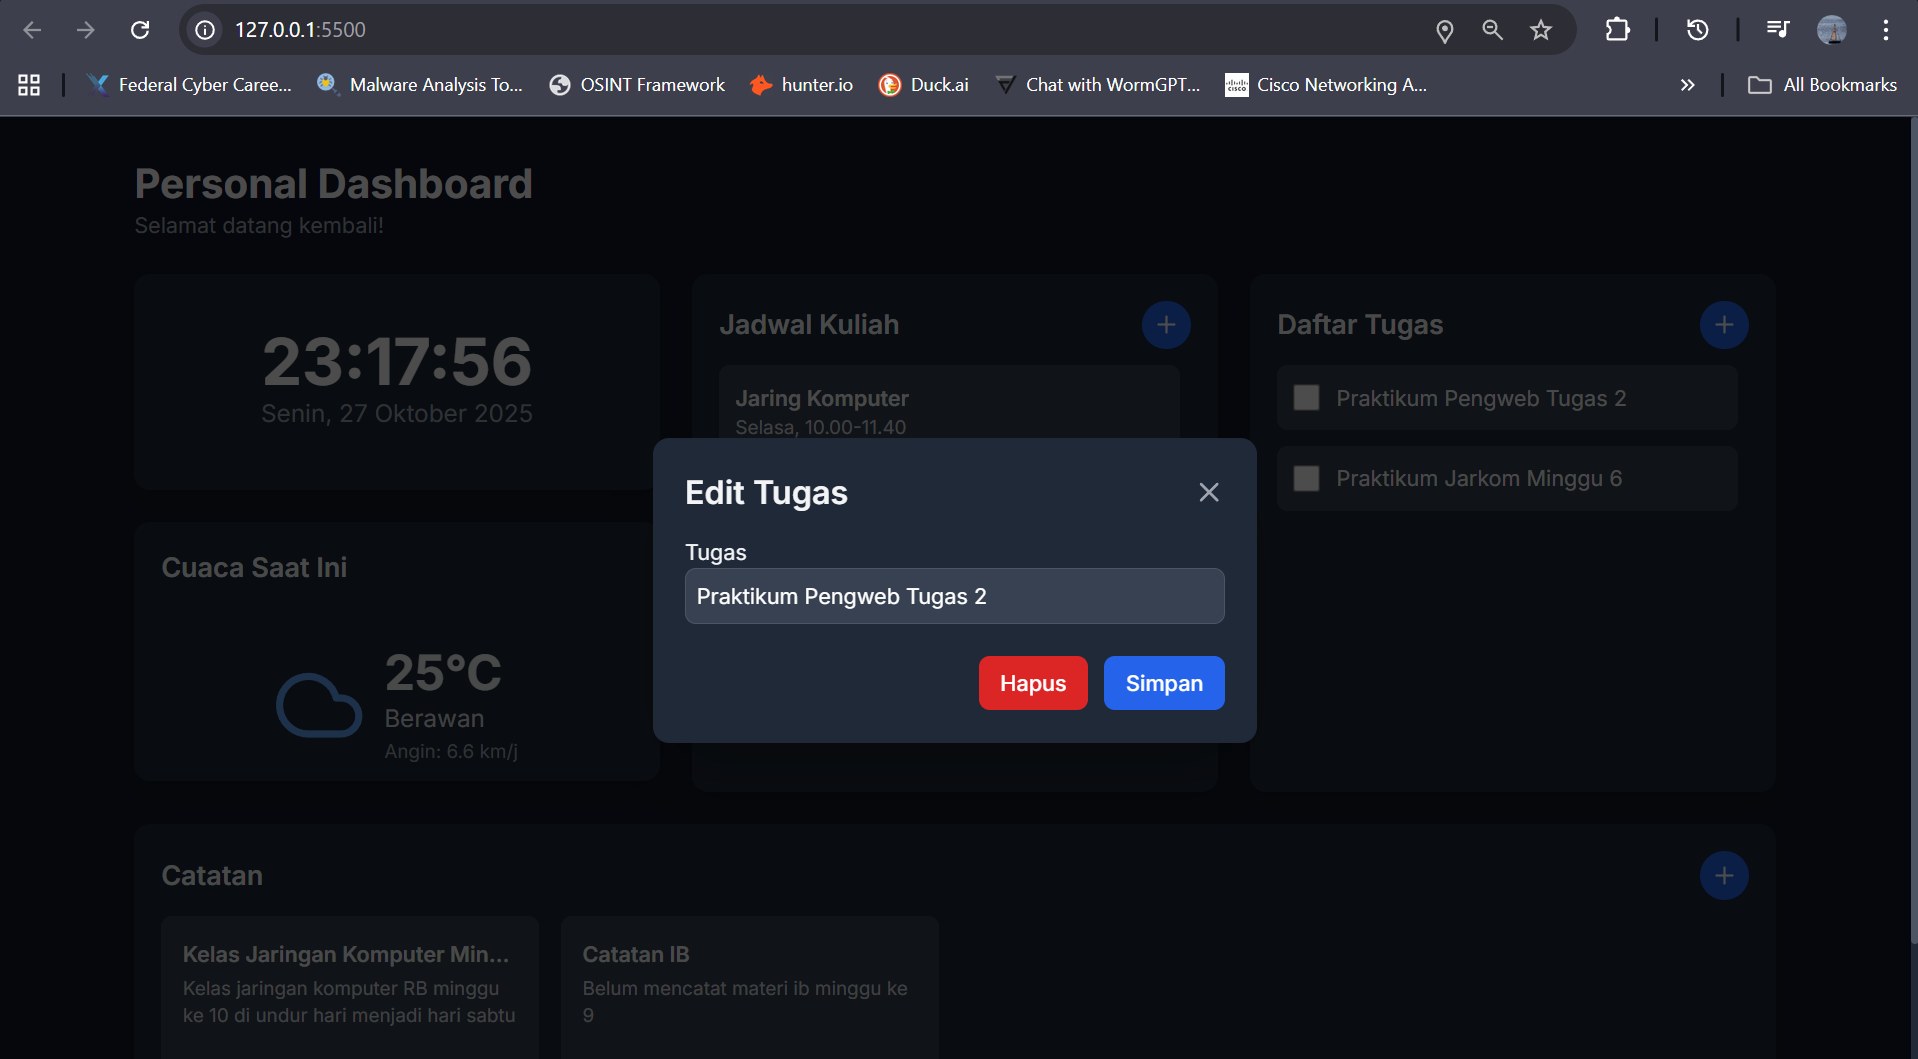 127.0.0.1:5500
Federal Cyber Caree...
Malware Analysis To...
OSINT Framework
hunter.io
Duck.ai
Chat with WormGPT...
CISCO
Cisco Networking A...
All Bookmarks
Personal Dashboard
Selamat datang kembali!
23:17:56
Senin, 27 Oktober 2025
Jadwal Kuliah
Jaring Komputer
Selasa, 10.00-11.40
Daftar Tugas
Praktikum Pengweb Tugas 2
Praktikum Jarkom Minggu 6
Edit Tugas
Tugas
Praktikum Pengweb Tugas 2
Hapus
Simpan
Cuaca Saat Ini
25°C
Berawan
Angin: 6.6 km/j
Catatan
Kelas Jaringan Komputer Min...
Kelas jaringan komputer RB minggu
ke 10 di undur hari menjadi hari sabtu
Catatan IB
Belum mencatat materi ib minggu ke
9